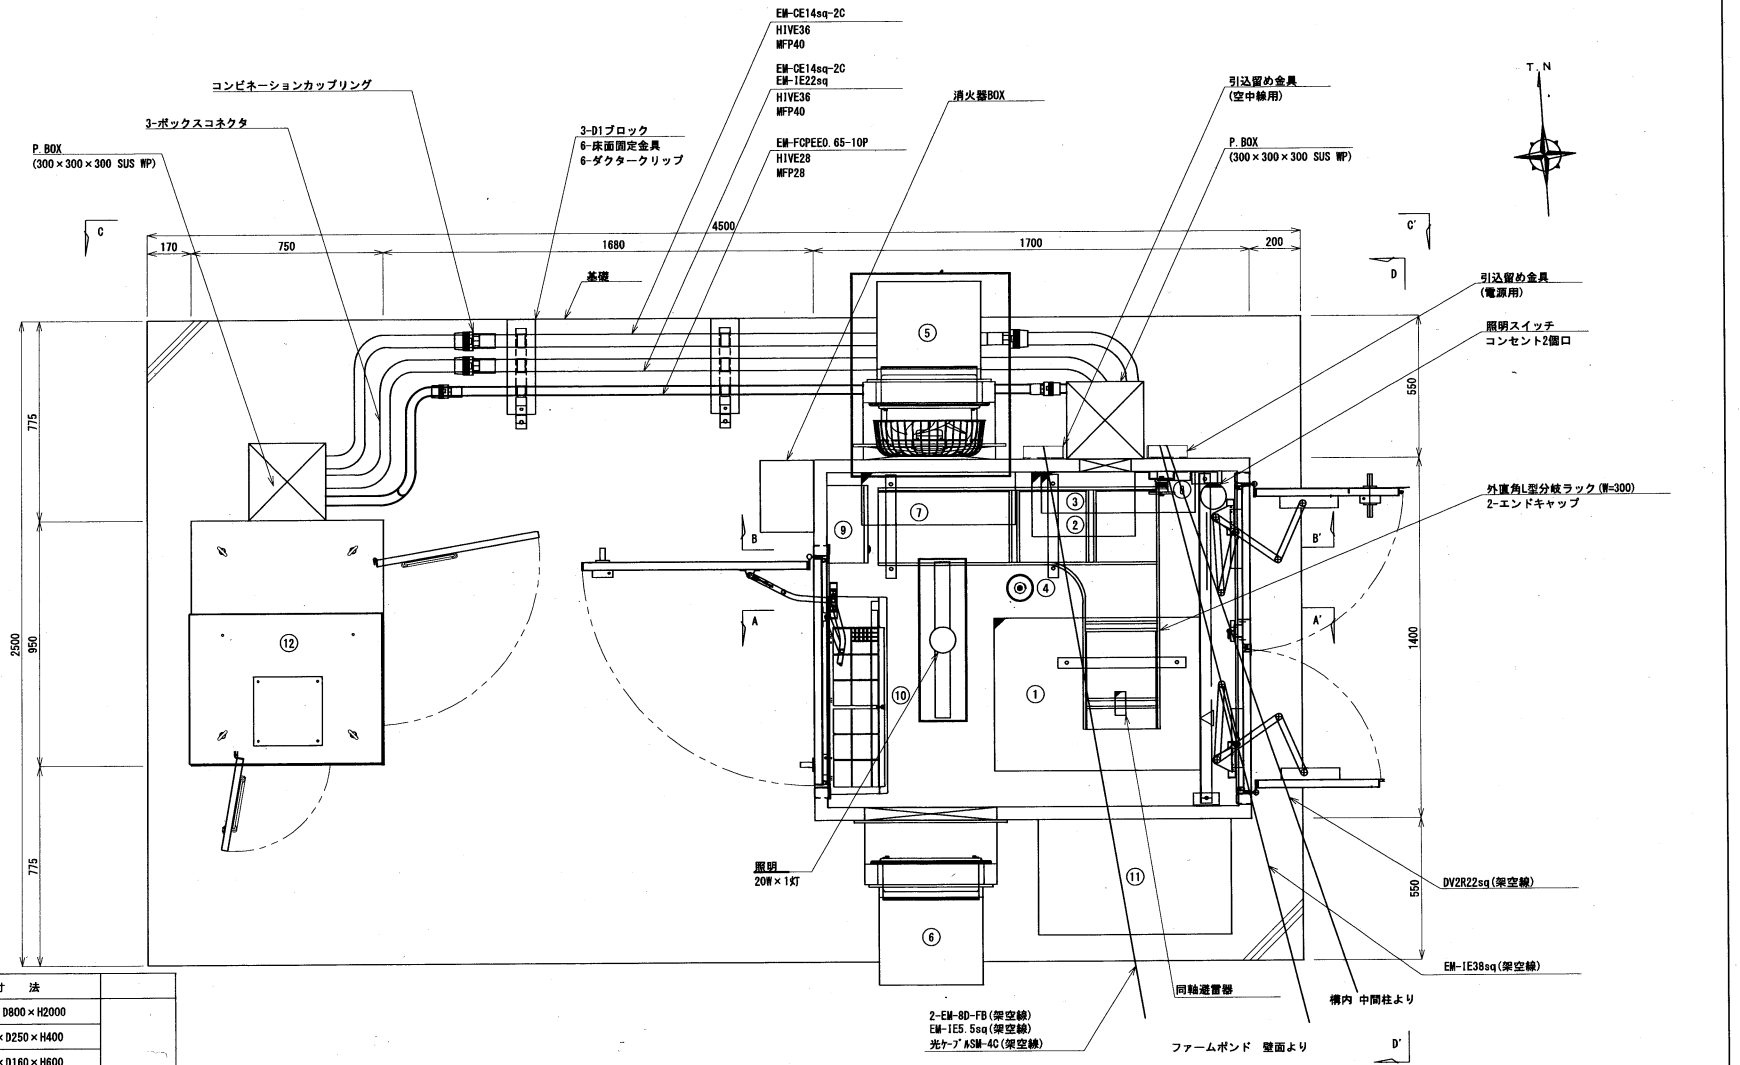 EM-CE14sq-2C
HIVE36
MFP40
EM-CE14sq-2C
EM-IE22sq
HIVE36
MFP40
EM-FCPEE0.65-10P
HIVE28
MFP28
コンビネーションカップリング
3-ボックスコネクタ
P.BOX
(300×300×300 SUS WP)
3-D1ブロック
6-床面固定金具
6-ダクタークリップ
消火器BOX
引込留め金具
(空中線用)
P.BOX
(300×300×300 SUS WP)
T.N
C
C'
4500
170
750
1680
1700
200
D
基礎
引込留め金具
(電源用)
照明スイッチ
コンセント2個口
⑤
550
775
外直角L型分岐ラック(W=300)
2-エンドキャップ
⑧
③
⑦
②
⑨
B
B'
④
A
A'
2500
950
1400
⑫
⑩
①
775
照明
20W×1灯
⑪
550
DV2R22sq(架空線)
⑥
EM-IE38sq(架空線)
同軸避雷器
構内 中間柱より
2-EM-8D-FB(架空線)
EM-IE5.5sq(架空線)
光ケーブルSM-4C(架空線)
ファームポンド 壁面より
D'
寸 法
D800×H2000
×D250×H400
×D160×H600